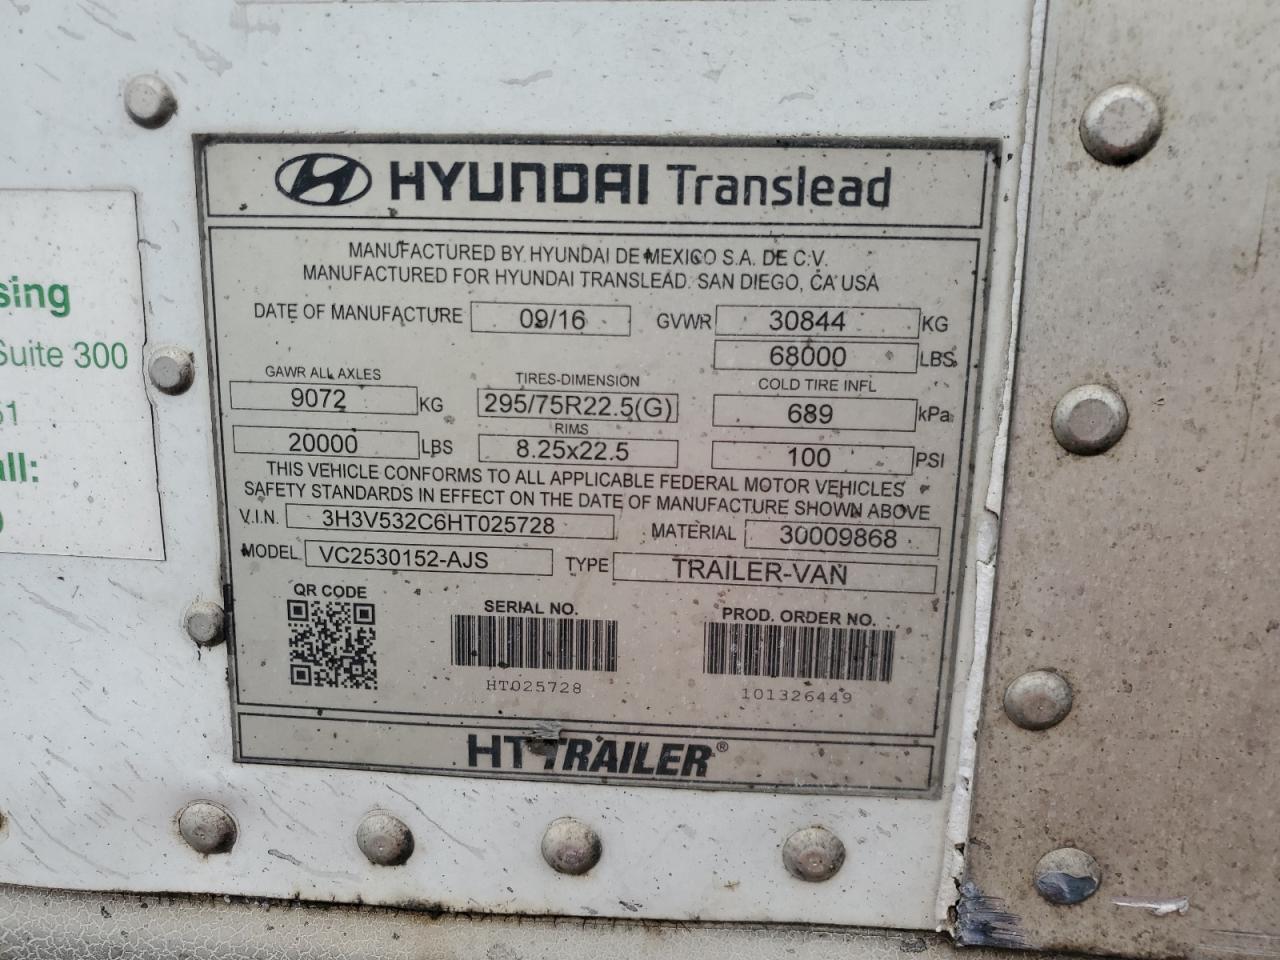 HYUNDAI Translead
MANUFACTURED BY HYUNDAI DE MEXICO S.A. DE C.V.
MANUFACTURED FOR HYUNDAI TRANSLEAD. SAN DIEGO, CA USA
DATE OF MANUFACTURE 09/16 GVWR 30844 KG
68000 LBS
GAWR ALL AXLES TIRES-DIMENSION COLD TIRE INFL
9072 KG 295/75R22.5(G) 689 kPa
RIMS
20000 LBS 8.25x22.5 100 PSI
THIS VEHICLE CONFORMS TO ALL APPLICABLE FEDERAL MOTOR VEHICLES
SAFETY STANDARDS IN EFFECT ON THE DATE OF MANUFACTURE SHOWN ABOVE
V.I.N. 3H3V532C6HT025728 MATERIAL 30009868
MODEL VC2530152-AJS TYPE TRAILER-VAN
QR CODE SERIAL NO. PROD. ORDER NO.
HT025728 101326449
HT TRAILER®
sing
Suite 300
51
all: